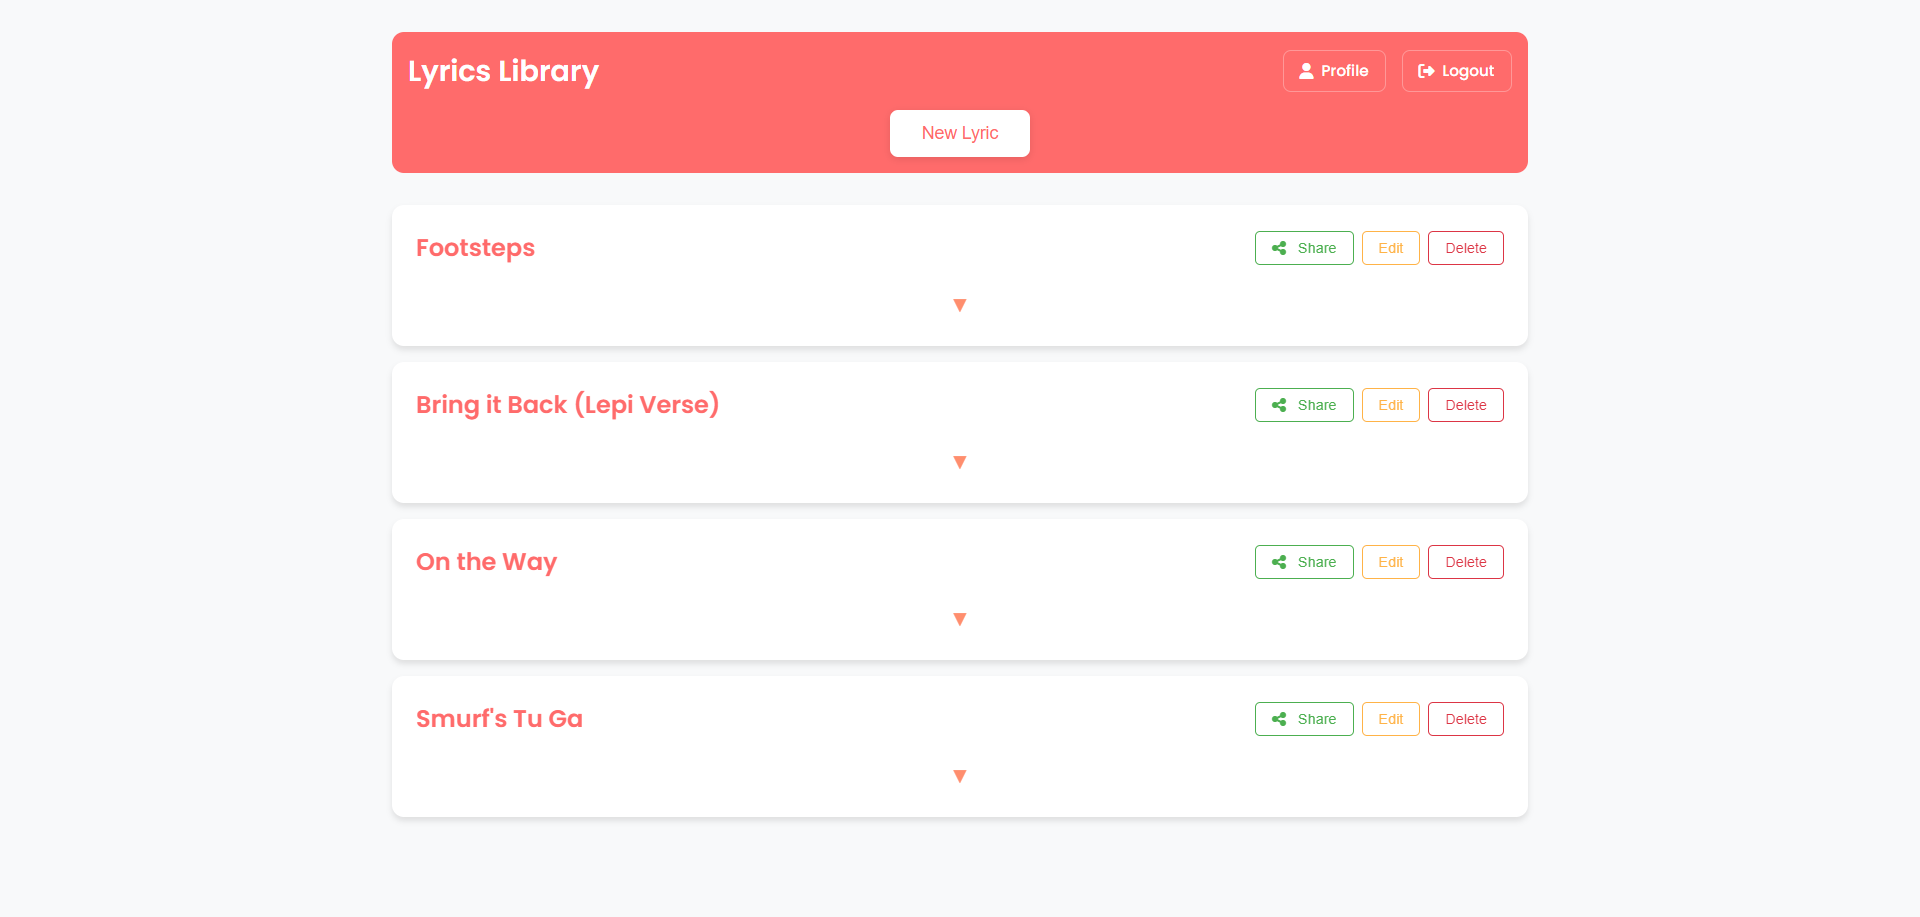 Lyrics Library
Profile
Logout
New Lyric
Footsteps
Share
Edit
Delete
▼
Bring it Back (Lepi Verse)
Share
Edit
Delete
▼
On the Way
Share
Edit
Delete
▼
Smurf's Tu Ga
Share
Edit
Delete
▼